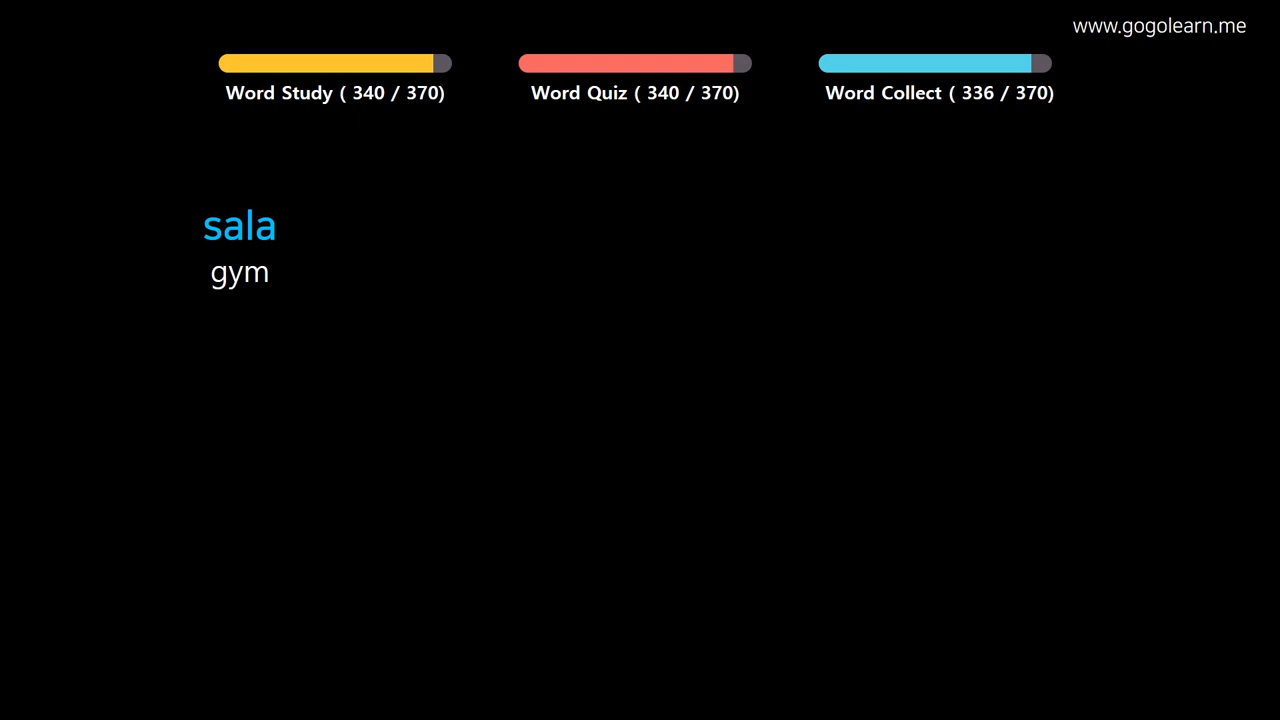 www.gogolearn.me
Word Study ( 340 / 370)
Word Quiz ( 340 / 370)
Word Collect ( 336 / 370)
sala
gym